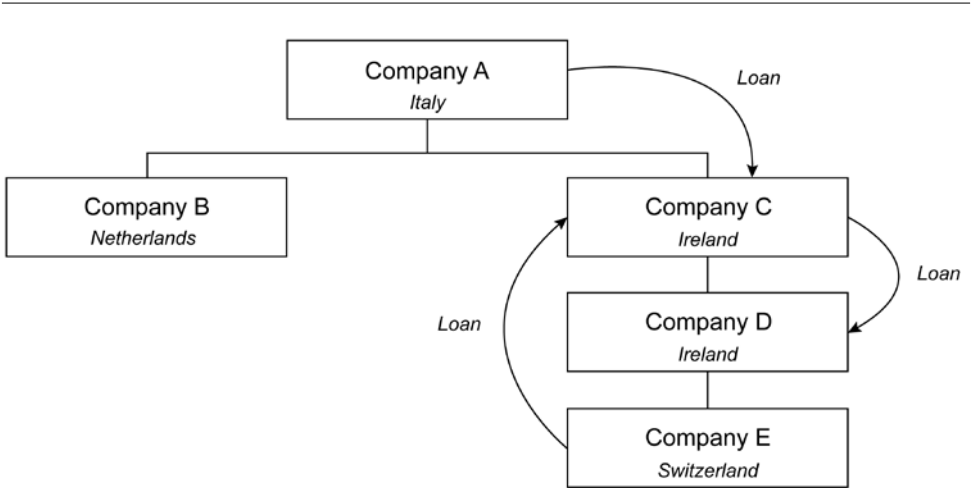 Company A
Italy
Loan
Company B
Netherlands
Company C
Ireland
Loan
Loan
Company D
Ireland
Company E
Switzerland